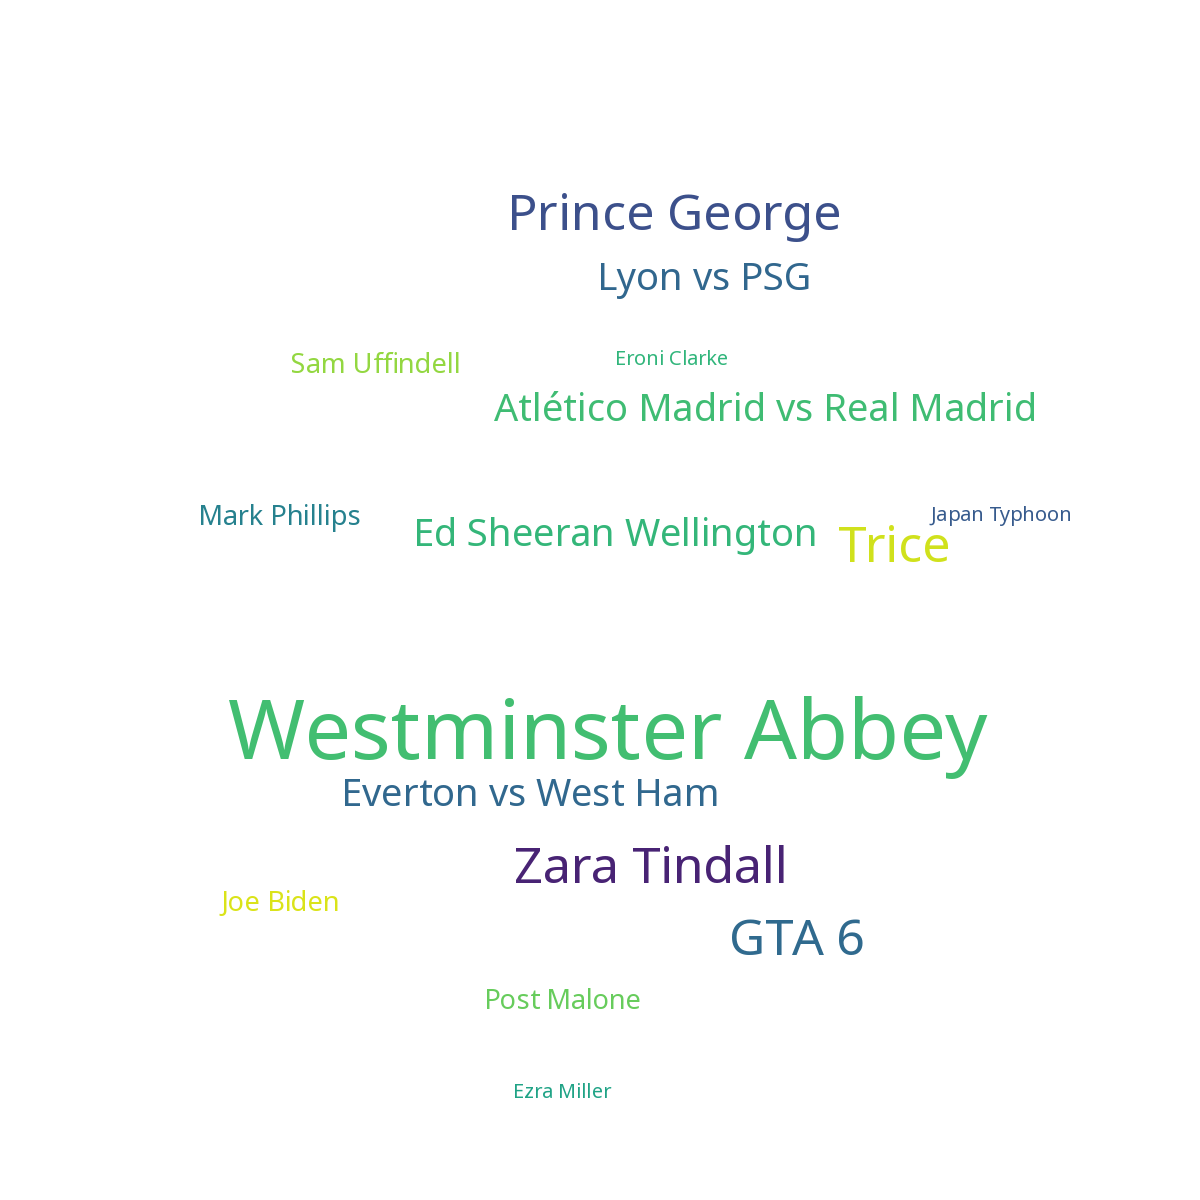 Prince George
Lyon vs PSG
Sam Uffindell
Eroni Clarke
Atlético Madrid vs Real Madrid
Mark Phillips
Ed Sheeran Wellington
Japan Typhoon
Trice
Westminster Abbey
Everton vs West Ham
Zara Tindall
Joe Biden
GTA 6
Post Malone
Ezra Miller